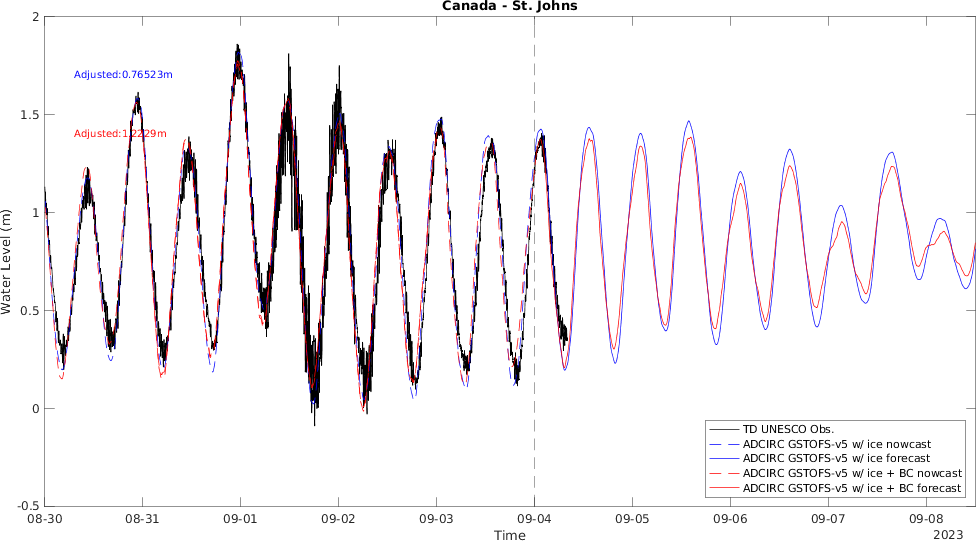 Canada - St. Johns
2
1.5
1
0.5
0
-0.5
Water Level (m)
Adjusted:0.76523m
Adjusted:1.2229m
TD UNESCO Obs.
ADCIRC GSTOFS-v5 w/ ice nowcast
ADCIRC GSTOFS-v5 w/ ice forecast
ADCIRC GSTOFS-v5 w/ ice + BC nowcast
ADCIRC GSTOFS-v5 w/ ice + BC forecast
08-30 08-31 09-01 09-02 09-03 09-04 09-05 09-06 09-07 09-08
Time
2023